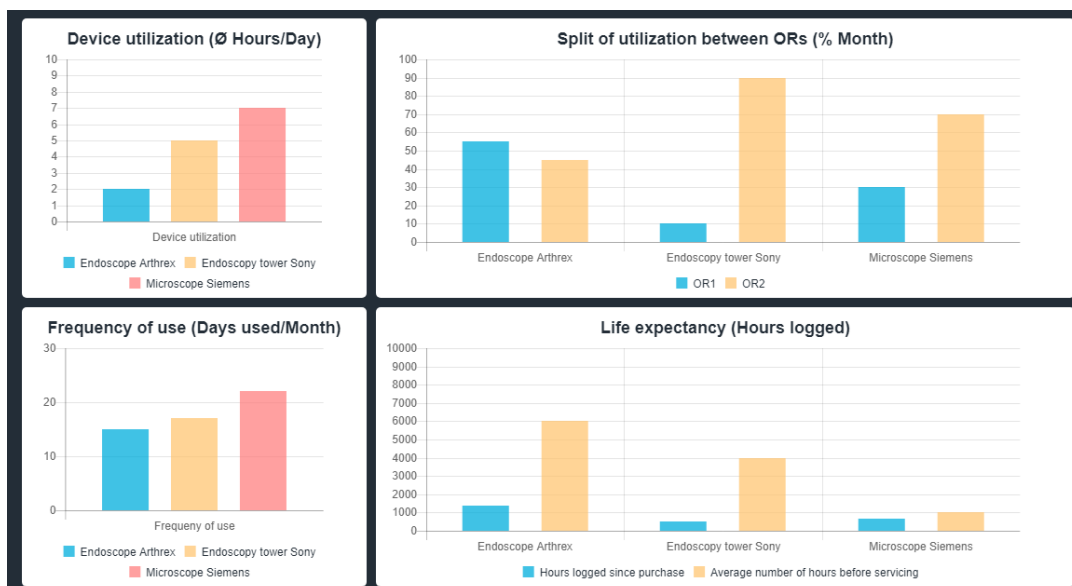 Device utilization (Ø Hours/Day)
10
9
8
7
6
5
4
3
2
1
0
Device utilization
Endoscope Arthrex Endoscopy tower Sony
Microscope Siemens
Split of utilization between ORs (% Month)
100
90
80
70
60
50
40
30
20
10
0
Endoscope Arthrex Endoscopy tower Sony Microscope Siemens
OR1 OR2
Frequency of use (Days used/Month)
30
20
10
0
Frequeny of use
Endoscope Arthrex Endoscopy tower Sony
Microscope Siemens
Life expectancy (Hours logged)
10000
9000
8000
7000
6000
5000
4000
3000
2000
1000
0
Endoscope Arthrex Endoscopy tower Sony Microscope Siemens
Hours logged since purchase Average number of hours before servicing